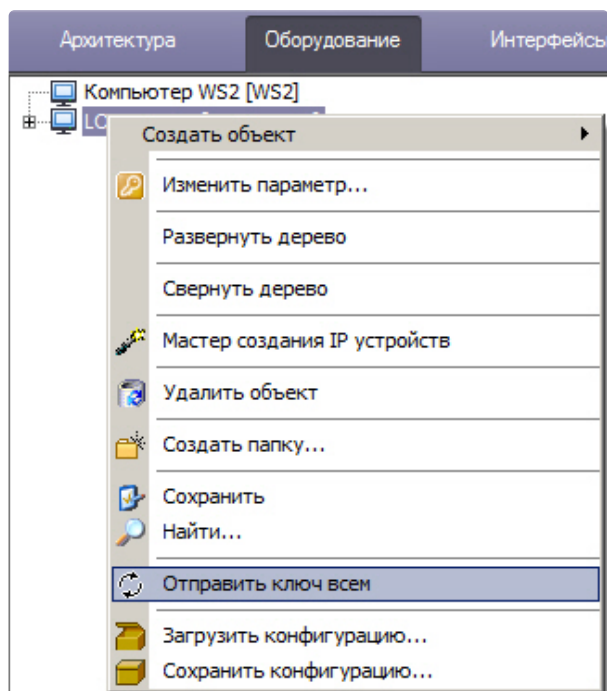 Архитектура Оборудование Интерфейсы
Компьютер WS2 [WS2]
Создать объект
Изменить параметр...
Развернуть дерево
Свернуть дерево
Мастер создания IP устройств
Удалить объект
Создать папку...
Сохранить
Найти...
Отправить ключ всем
Загрузить конфигурацию...
Сохранить конфигурацию...